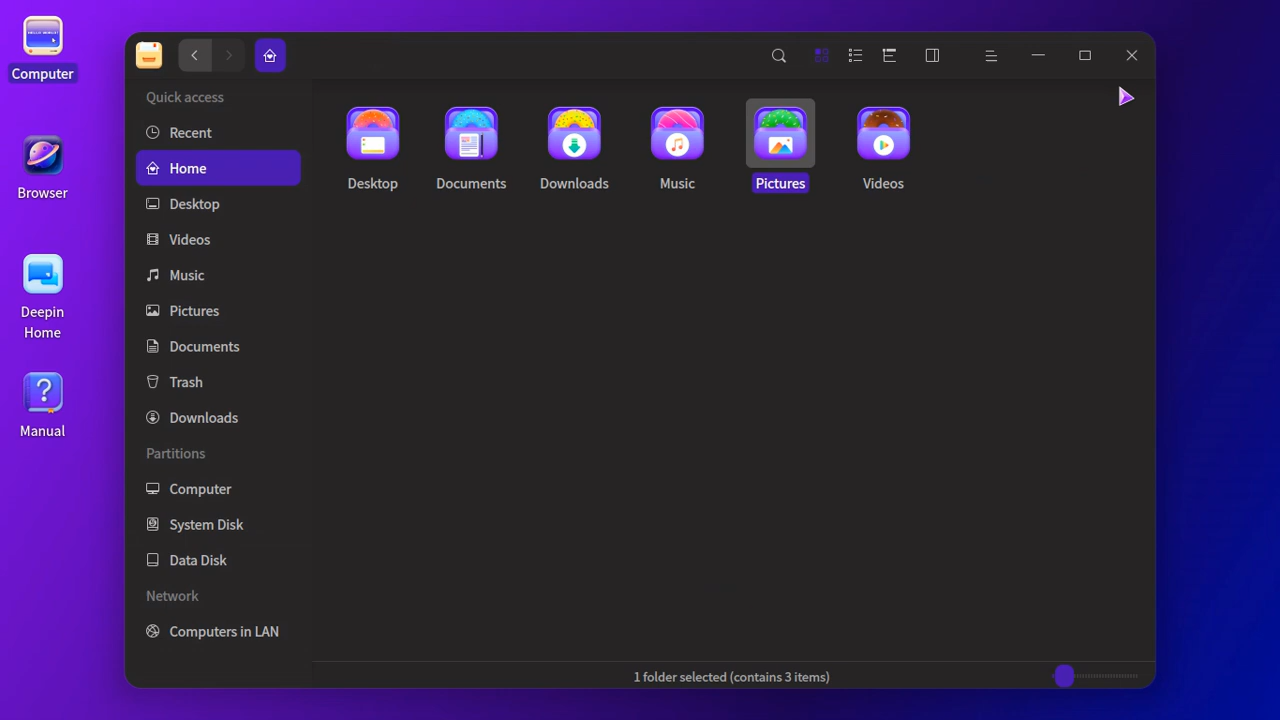 Computer
Browser
Deepin
Home
Manual
Quick access
Recent
Home
Desktop
Videos
Music
Pictures
Documents
Trash
Downloads
Partitions
Computer
System Disk
Data Disk
Network
Computers in LAN
Desktop
Documents
Downloads
Music
Pictures
Videos
1 folder selected (contains 3 items)